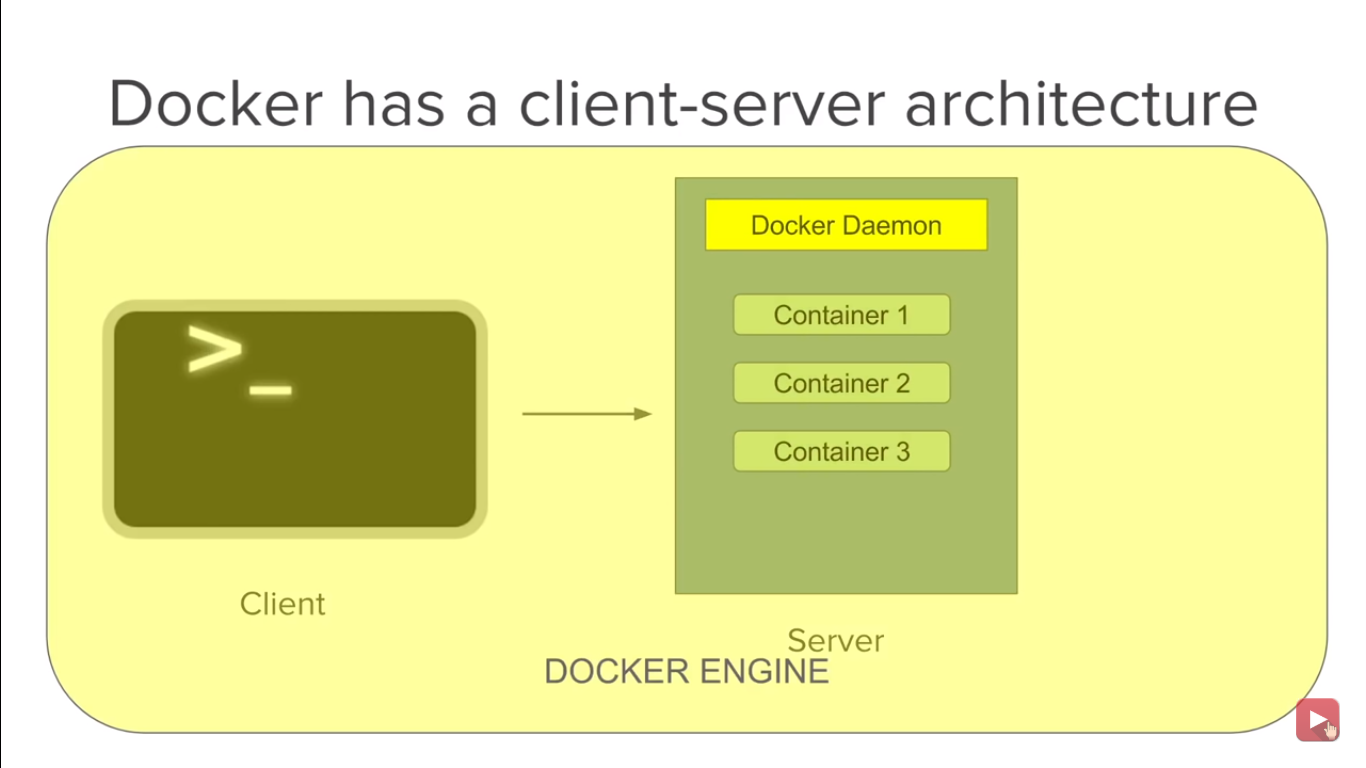 Docker has a client-server architecture
Docker Daemon
Container 1
Container 2
Container 3
>_
Client
Server
DOCKER ENGINE